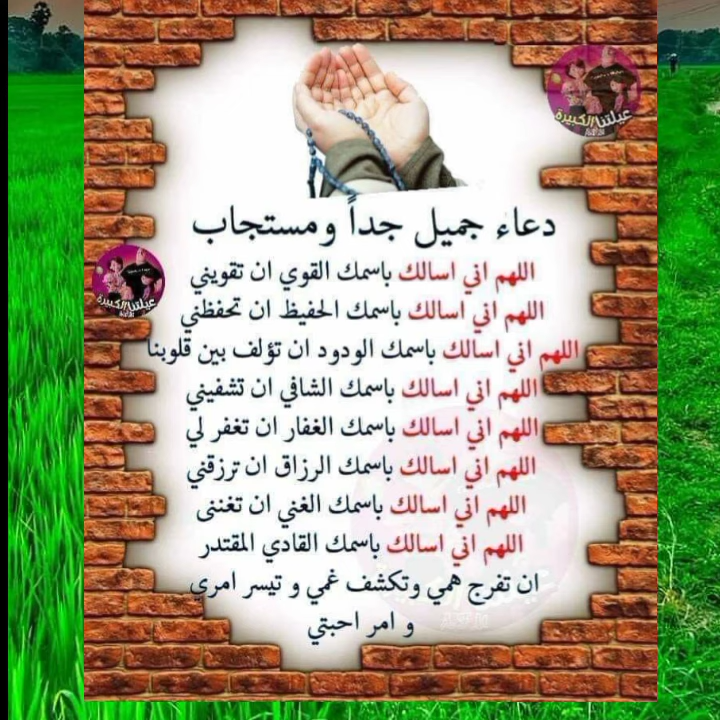 عيلتنا الكبيرة
دعاء جميل جداً ومستجاب
اللهم اني اسالك باسمك القوي ان تقويني
عيلتنا الكبيرة
اللهم اني اسالك باسمك الحفيظ ان تحفظني
اللهم اني اسالك باسمك الودود ان تؤلف بين قلوبنا
اللهم اني اسالك باسمك الشافي ان تشفيني
اللهم اني اسالك باسمك الغفار ان تغفر لي
اللهم اني اسالك باسمك الرزاق ان ترزقني
اللهم اني اسالك باسمك الغني ان تغننى
اللهم اني اسالك باسمك القادي المقتدر
ان تفرج همي وتكشف غمي و تيسر امري
و امر احبتي